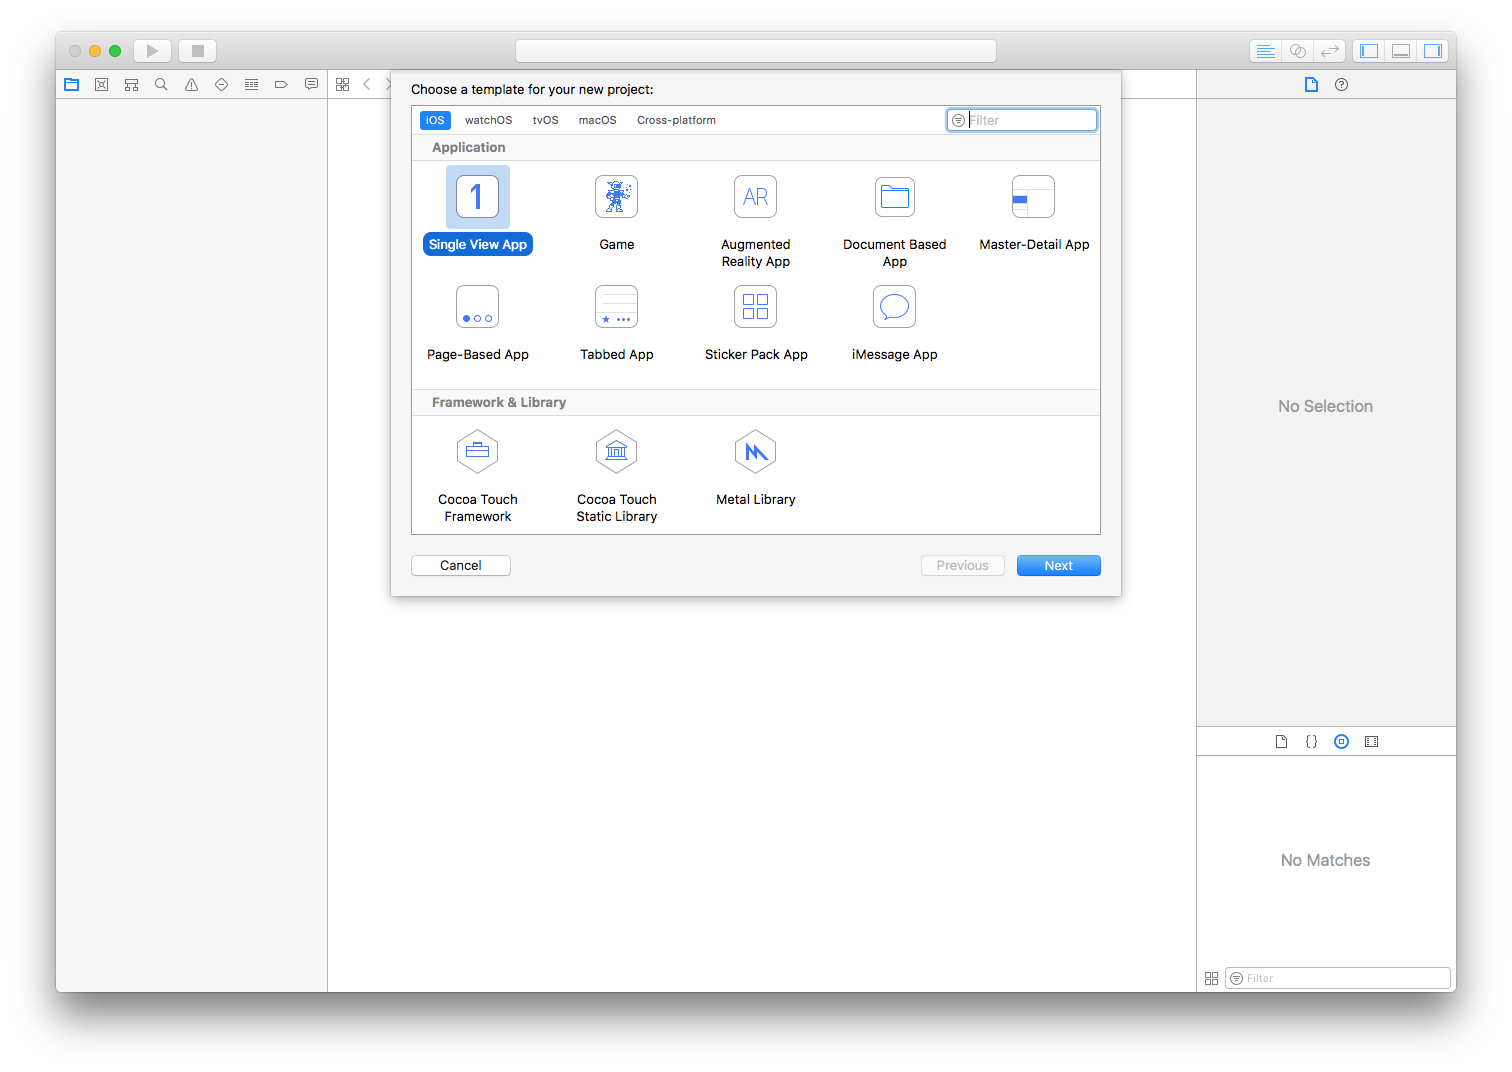 Choose a template for your new project:
iOS watchOS tvOS macOS Cross-platform Filter
Application
1
AR
Single View App Game Augmented Reality App Document Based App Master-Detail App
Page-Based App Tabbed App Sticker Pack App iMessage App
Framework & Library
Cocoa Touch Framework Cocoa Touch Static Library Metal Library
Cancel Previous Next
No Selection
{}
No Matches
Filter